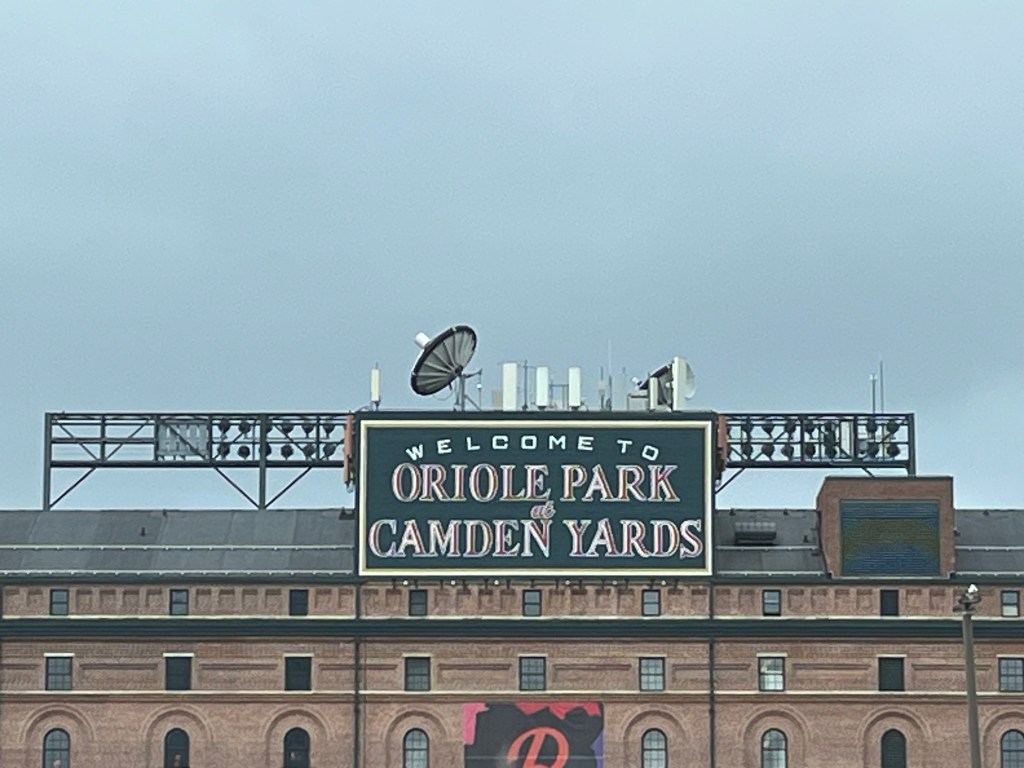 WELCOME TO
ORIOLE PARK
at
CAMDEN YARDS